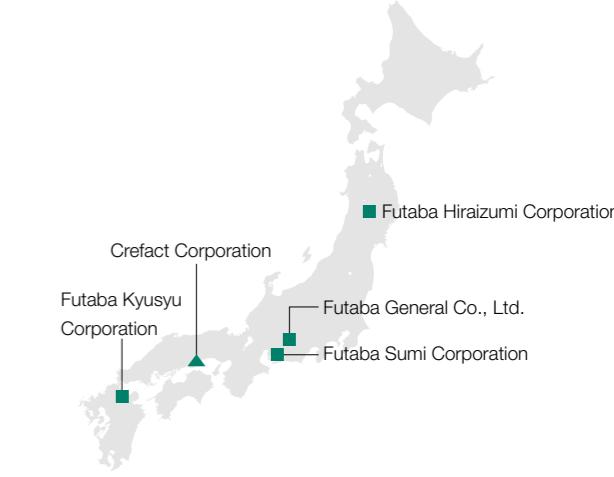 Futaba Hiraizumi Corporation
Crefact Corporation
Futaba Kyusyu
Corporation
Futaba General Co., Ltd.
Futaba Sumi Corporation